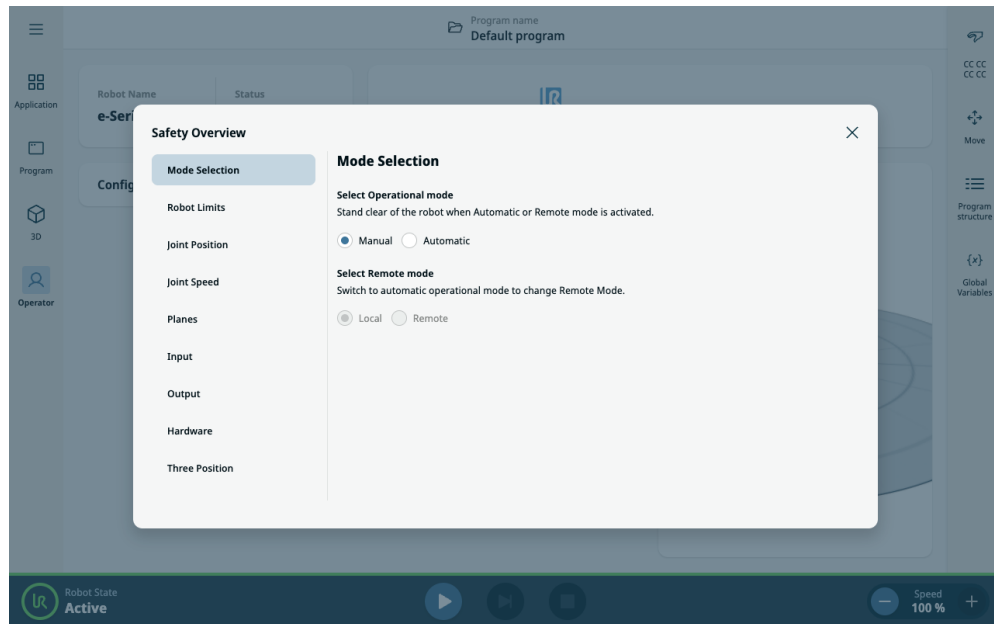 Program name
Default program
Application
Program
3D
Operator
Robot Name
Status
e-Seri
Config
Safety Overview
Mode Selection
Robot Limits
Joint Position
Joint Speed
Planes
Input
Output
Hardware
Three Position
Mode Selection
Select Operational mode
Stand clear of the robot when Automatic or Remote mode is activated.
Manual Automatic
Select Remote mode
Switch to automatic operational mode to change Remote Mode.
Local Remote
CC CC
CC CC
Move
Program
structure
{x}
Global
Variables
Robot State
Active
Speed
100 %